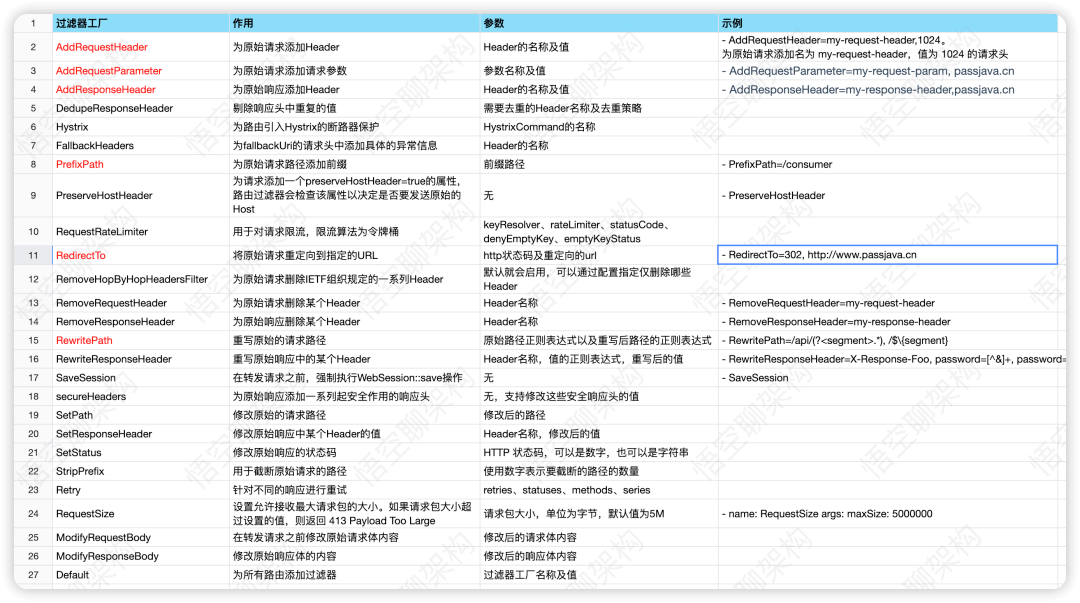 1 过滤器工厂 作用 参数 示例
2 AddRequestHeader 为原始请求添加Header Header的名称及值 - AddRequestHeader=my-request-header,1024。
为原始请求添加名为 my-request-header，值为 1024 的请求头
3 AddRequestParameter 为原始请求添加请求参数 参数名称及值 - AddRequestParameter=my-request-param, passjava.cn
4 AddResponseHeader 为原始响应添加Header Header的名称及值 - AddResponseHeader=my-response-header,passjava.cn
5 DedupeResponseHeader 剔除响应头中重复的值 需要去重的Header名称及去重策略
6 Hystrix 为路由引入Hystrix的断路器保护 HystrixCommand的名称
7 FallbackHeaders 为fallbackUri的请求头中添加具体的异常信息 Header的名称
8 PrefixPath 为原始请求路径添加前缀 前缀路径 - PrefixPath=/consumer
9 PreserveHostHeader 为请求添加一个preserveHostHeader=true的属性，
路由过滤器会检查该属性以决定是否要发送原始的
Host 无 - PreserveHostHeader
10 RequestRateLimiter 用于对请求限流，限流算法为令牌桶 keyResolver、rateLimiter、statusCode、
denyEmptyKey、emptyKeyStatus
11 RedirectTo 将原始请求重定向到指定的URL http状态码及重定向的url - RedirectTo=302, http://www.passjava.cn
12 RemoveHopByHopHeadersFilter 为原始请求删除IETF组织规定的一系列Header 默认就会启用，可以通过配置指定仅删除哪些
Header
13 RemoveRequestHeader 为原始请求删除某个Header Header名称 - RemoveRequestHeader=my-request-header
14 RemoveResponseHeader 为原始响应删除某个Header Header名称 - RemoveResponseHeader=my-response-header
15 RewritePath 重写原始的请求路径 原始路径正则表达式以及重写后路径的正则表达式 - RewritePath=/api/(?<segment>.*), /$\{segment}
16 RewriteResponseHeader 重写原始响应中的某个Header Header名称，值的正则表达式，重写后的值 - RewriteResponseHeader=X-Response-Foo, password=[^&]+, password=
17 SaveSession 在转发请求之前，强制执行WebSession::save操作 无 - SaveSession
18 secureHeaders 为原始响应添加一系列起安全作用的响应头 无，支持修改这些安全响应头的值
19 SetPath 修改原始的请求路径 修改后的路径
20 SetResponseHeader 修改原始响应中某个Header的值 Header名称，修改后的值
21 SetStatus 修改原始响应的状态码 HTTP 状态码，可以是数字，也可以是字符串
22 StripPrefix 用于截断原始请求的路径 使用数字表示要截断的路径的数量
23 Retry 针对不同的响应进行重试 retries、statuses、methods、series
24 RequestSize 设置允许接收最大请求包的大小。如果请求包大小超
过设置的值，则返回 413 Payload Too Large 请求包大小，单位为字节，默认值为5M - name: RequestSize args: maxSize: 5000000
25 ModifyRequestBody 在转发请求之前修改原始请求体内容 修改后的请求体内容
26 ModifyResponseBody 修改原始响应体的内容 修改后的响应体内容
27 Default 为所有路由添加过滤器 过滤器工厂名称及值
悟空聊架构